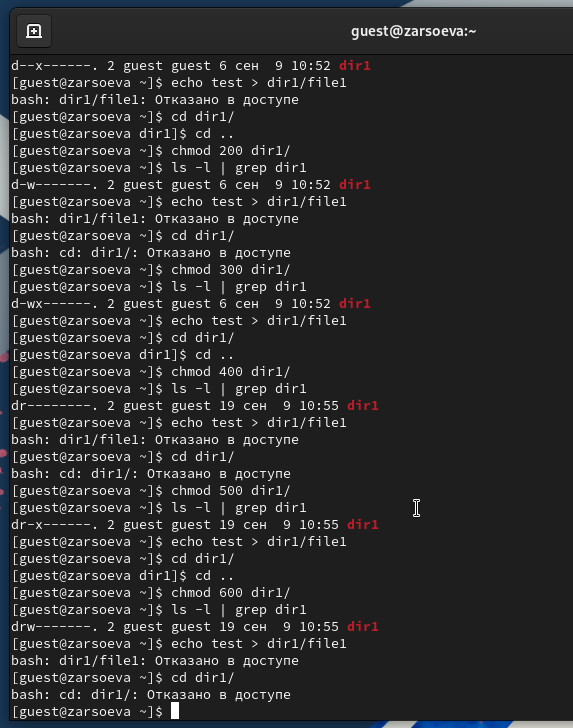 guest@zarsoeva:~
d--x------. 2 guest guest 6 сен  9 10:52 dir1
[guest@zarsoeva ~]$ echo test > dir1/file1
bash: dir1/file1: Отказано в доступе
[guest@zarsoeva ~]$ cd dir1/
[guest@zarsoeva dir1]$ cd ..
[guest@zarsoeva ~]$ chmod 200 dir1/
[guest@zarsoeva ~]$ ls -l | grep dir1
d-w-------. 2 guest guest 6 сен  9 10:52 dir1
[guest@zarsoeva ~]$ echo test > dir1/file1
bash: dir1/file1: Отказано в доступе
[guest@zarsoeva ~]$ cd dir1/
bash: cd: dir1/: Отказано в доступе
[guest@zarsoeva ~]$ chmod 300 dir1/
[guest@zarsoeva ~]$ ls -l | grep dir1
d-wx------. 2 guest guest 6 сен  9 10:52 dir1
[guest@zarsoeva ~]$ echo test > dir1/file1
[guest@zarsoeva ~]$ cd dir1/
[guest@zarsoeva dir1]$ cd ..
[guest@zarsoeva ~]$ chmod 400 dir1/
[guest@zarsoeva ~]$ ls -l | grep dir1
dr--------. 2 guest guest 19 сен  9 10:55 dir1
[guest@zarsoeva ~]$ echo test > dir1/file1
bash: dir1/file1: Отказано в доступе
[guest@zarsoeva ~]$ cd dir1/
bash: cd: dir1/: Отказано в доступе
[guest@zarsoeva ~]$ chmod 500 dir1/
[guest@zarsoeva ~]$ ls -l | grep dir1
dr-x------. 2 guest guest 19 сен  9 10:55 dir1
[guest@zarsoeva ~]$ echo test > dir1/file1
[guest@zarsoeva ~]$ cd dir1/
[guest@zarsoeva dir1]$ cd ..
[guest@zarsoeva ~]$ chmod 600 dir1/
[guest@zarsoeva ~]$ ls -l | grep dir1
drw-------. 2 guest guest 19 сен  9 10:55 dir1
[guest@zarsoeva ~]$ echo test > dir1/file1
bash: dir1/file1: Отказано в доступе
[guest@zarsoeva ~]$ cd dir1/
bash: cd: dir1/: Отказано в доступе
[guest@zarsoeva ~]$